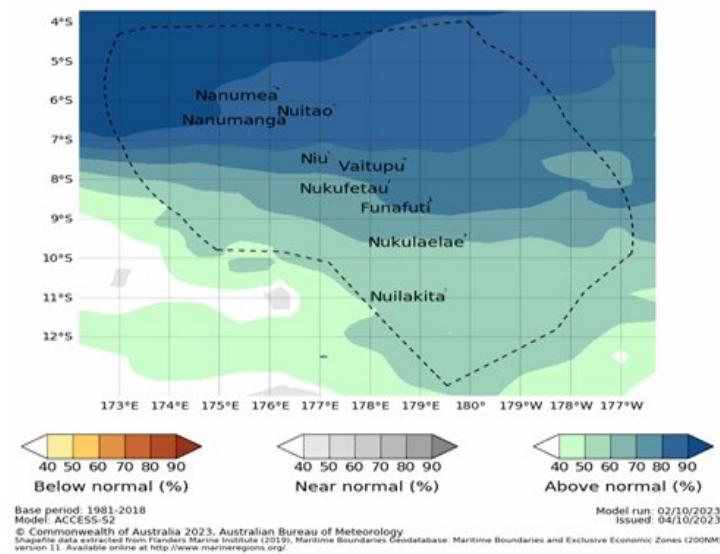 4°S
5°S
Nanumea
6°S
Nuitao
Nanumanga
7°S
Niu
Vaitupu
8°S
Nukufetau
Funafuti
9°S
Nukulaelae
10°S
Nuilakita
11°S
12°S
173°E 174°E 175°E 176°E 177°E 178°E 179°E 180° 179°W 178°W 177°W
40 50 60 70 80 90
Below normal (%)
40 50 60 70 80 90
Near normal (%)
40 50 60 70 80 90
Above normal (%)
Base period: 1981-2018
Model: ACCESS-S2
Model run: 02/10/2023
Issued: 04/10/2023
© Commonwealth of Australia 2023, Australian Bureau of Meteorology
Shapefile data extracted from Flanders Marine Institute (2019), Maritime Boundaries Geodatabase: Maritime Boundaries and Exclusive Economic Zones (200NM),
version 11. Available online at http://www.marineregions.org/.